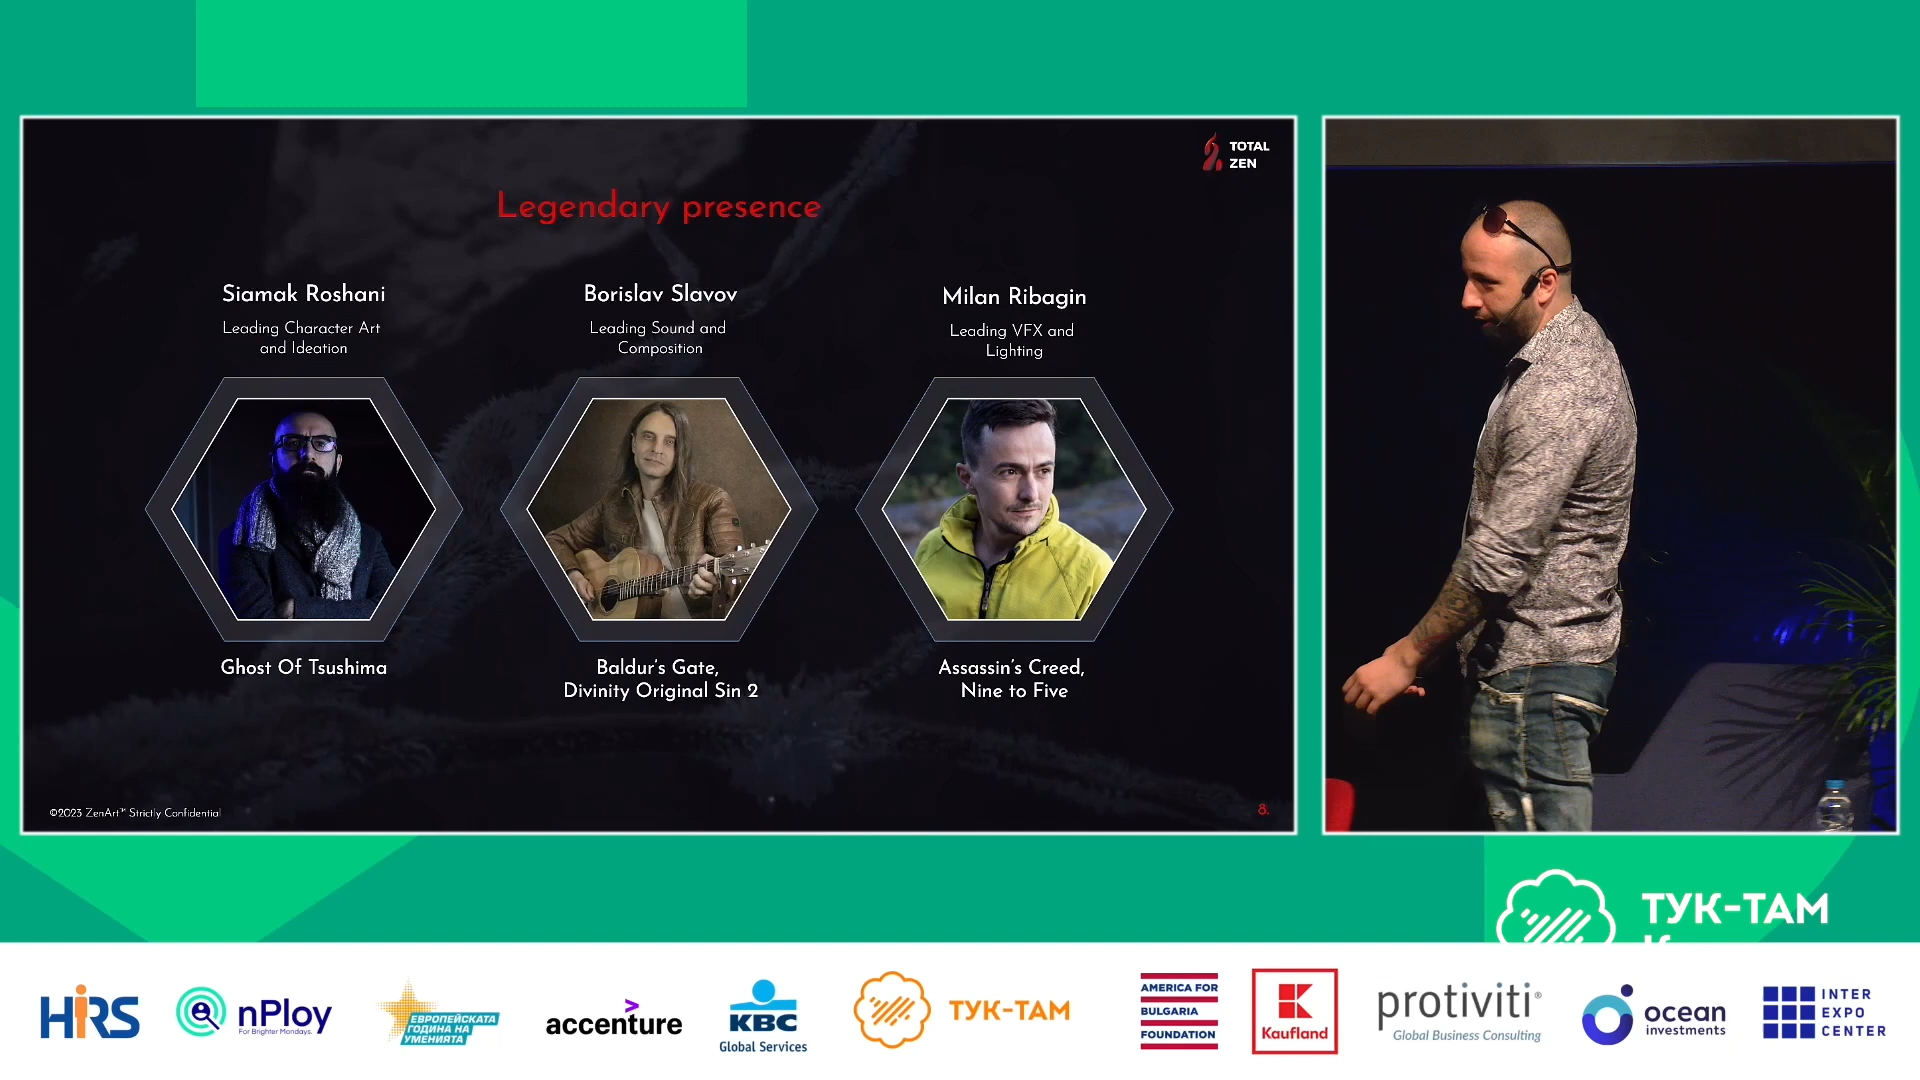 TOTAL
ZEN
Legendary presence
Siamak Roshani
Leading Character Art
and Ideation
Borislav Slavov
Leading Sound and
Composition
Milan Ribagin
Leading VFX and
Lighting
Ghost Of Tsushima
Baldur's Gate,
Divinity Original Sin 2
Assassin's Creed,
Nine to Five
©2023 ZenArt™ Strictly Confidential
8.
ТУК-ТАМ
HRS
nPloy
For Brighter Mondays.
ЕВРОПЕЙСКАТА
ГОДИНА НА
УМЕНИЯТА
accenture
KBC
Global Services
ТУК-ТАМ
AMERICA FOR
BULGARIA
FOUNDATION
Kaufland
protiviti®
Global Business Consulting
ocean
investments
INTER
EXPO
CENTER